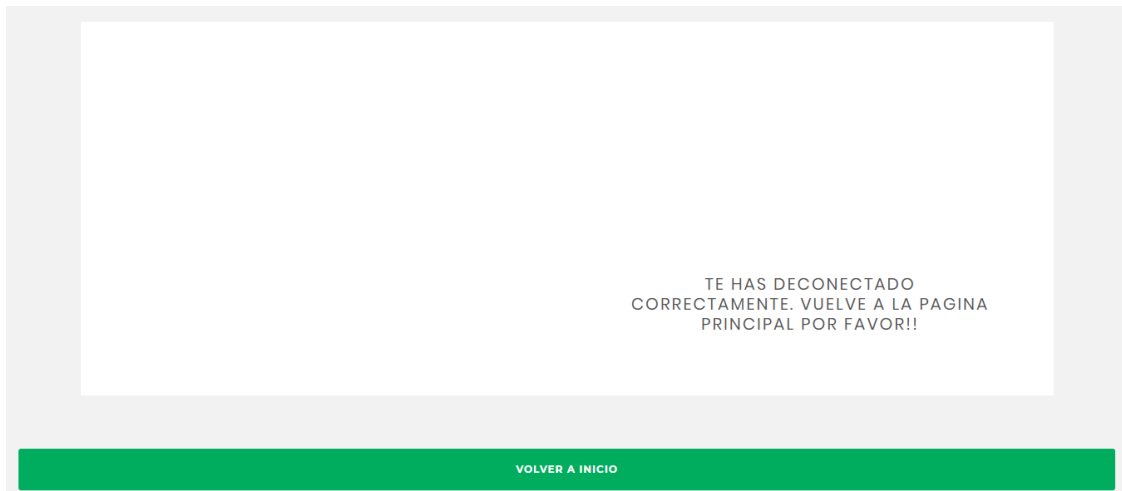 TE HAS DECONECTADO
CORRECTAMENTE. VUELVE A LA PAGINA
PRINCIPAL POR FAVOR!!
VOLVER A INICIO